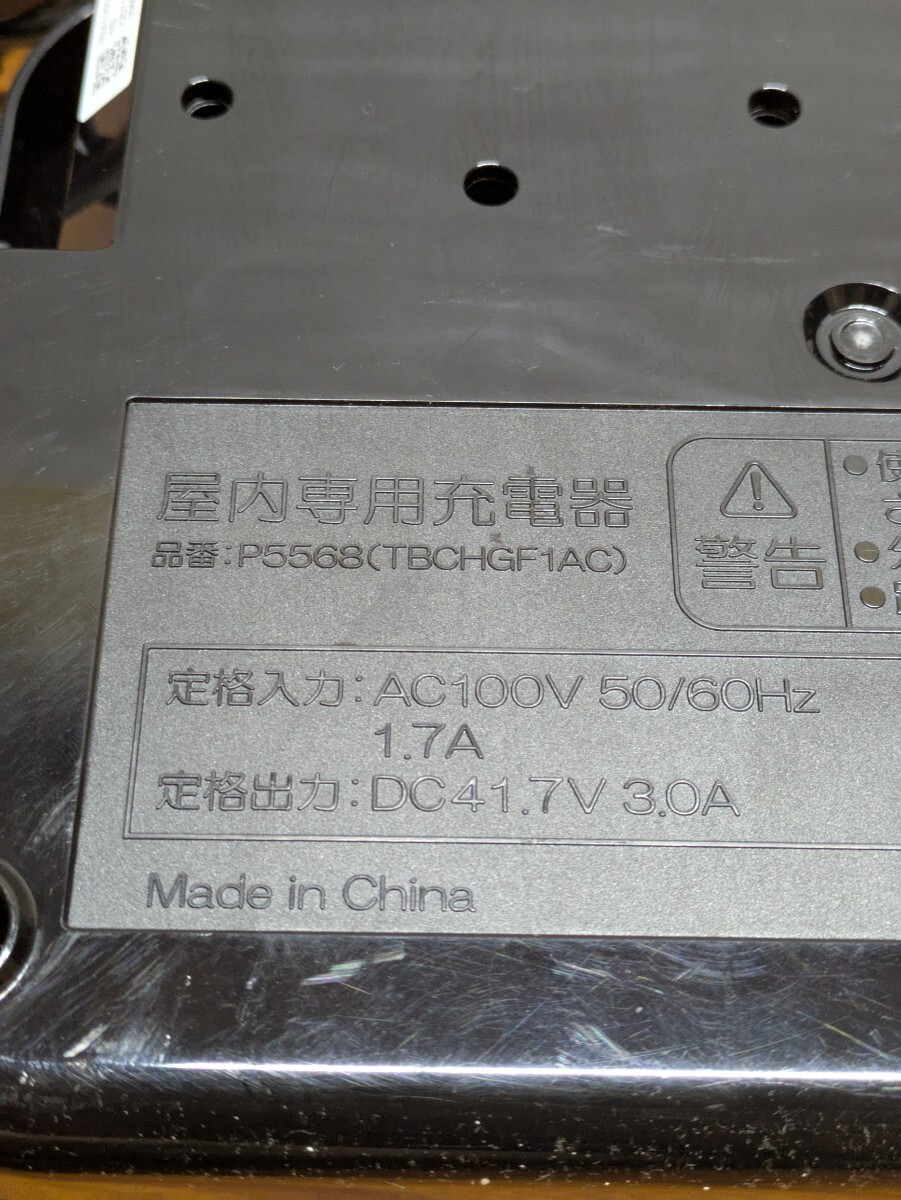 屋内専用充電器
品番:P5568(TBCHGF1AC)
警告
定格入力:AC100V 50/60Hz
1.7A
定格出力:DC41.7V 3.0A
Made in China